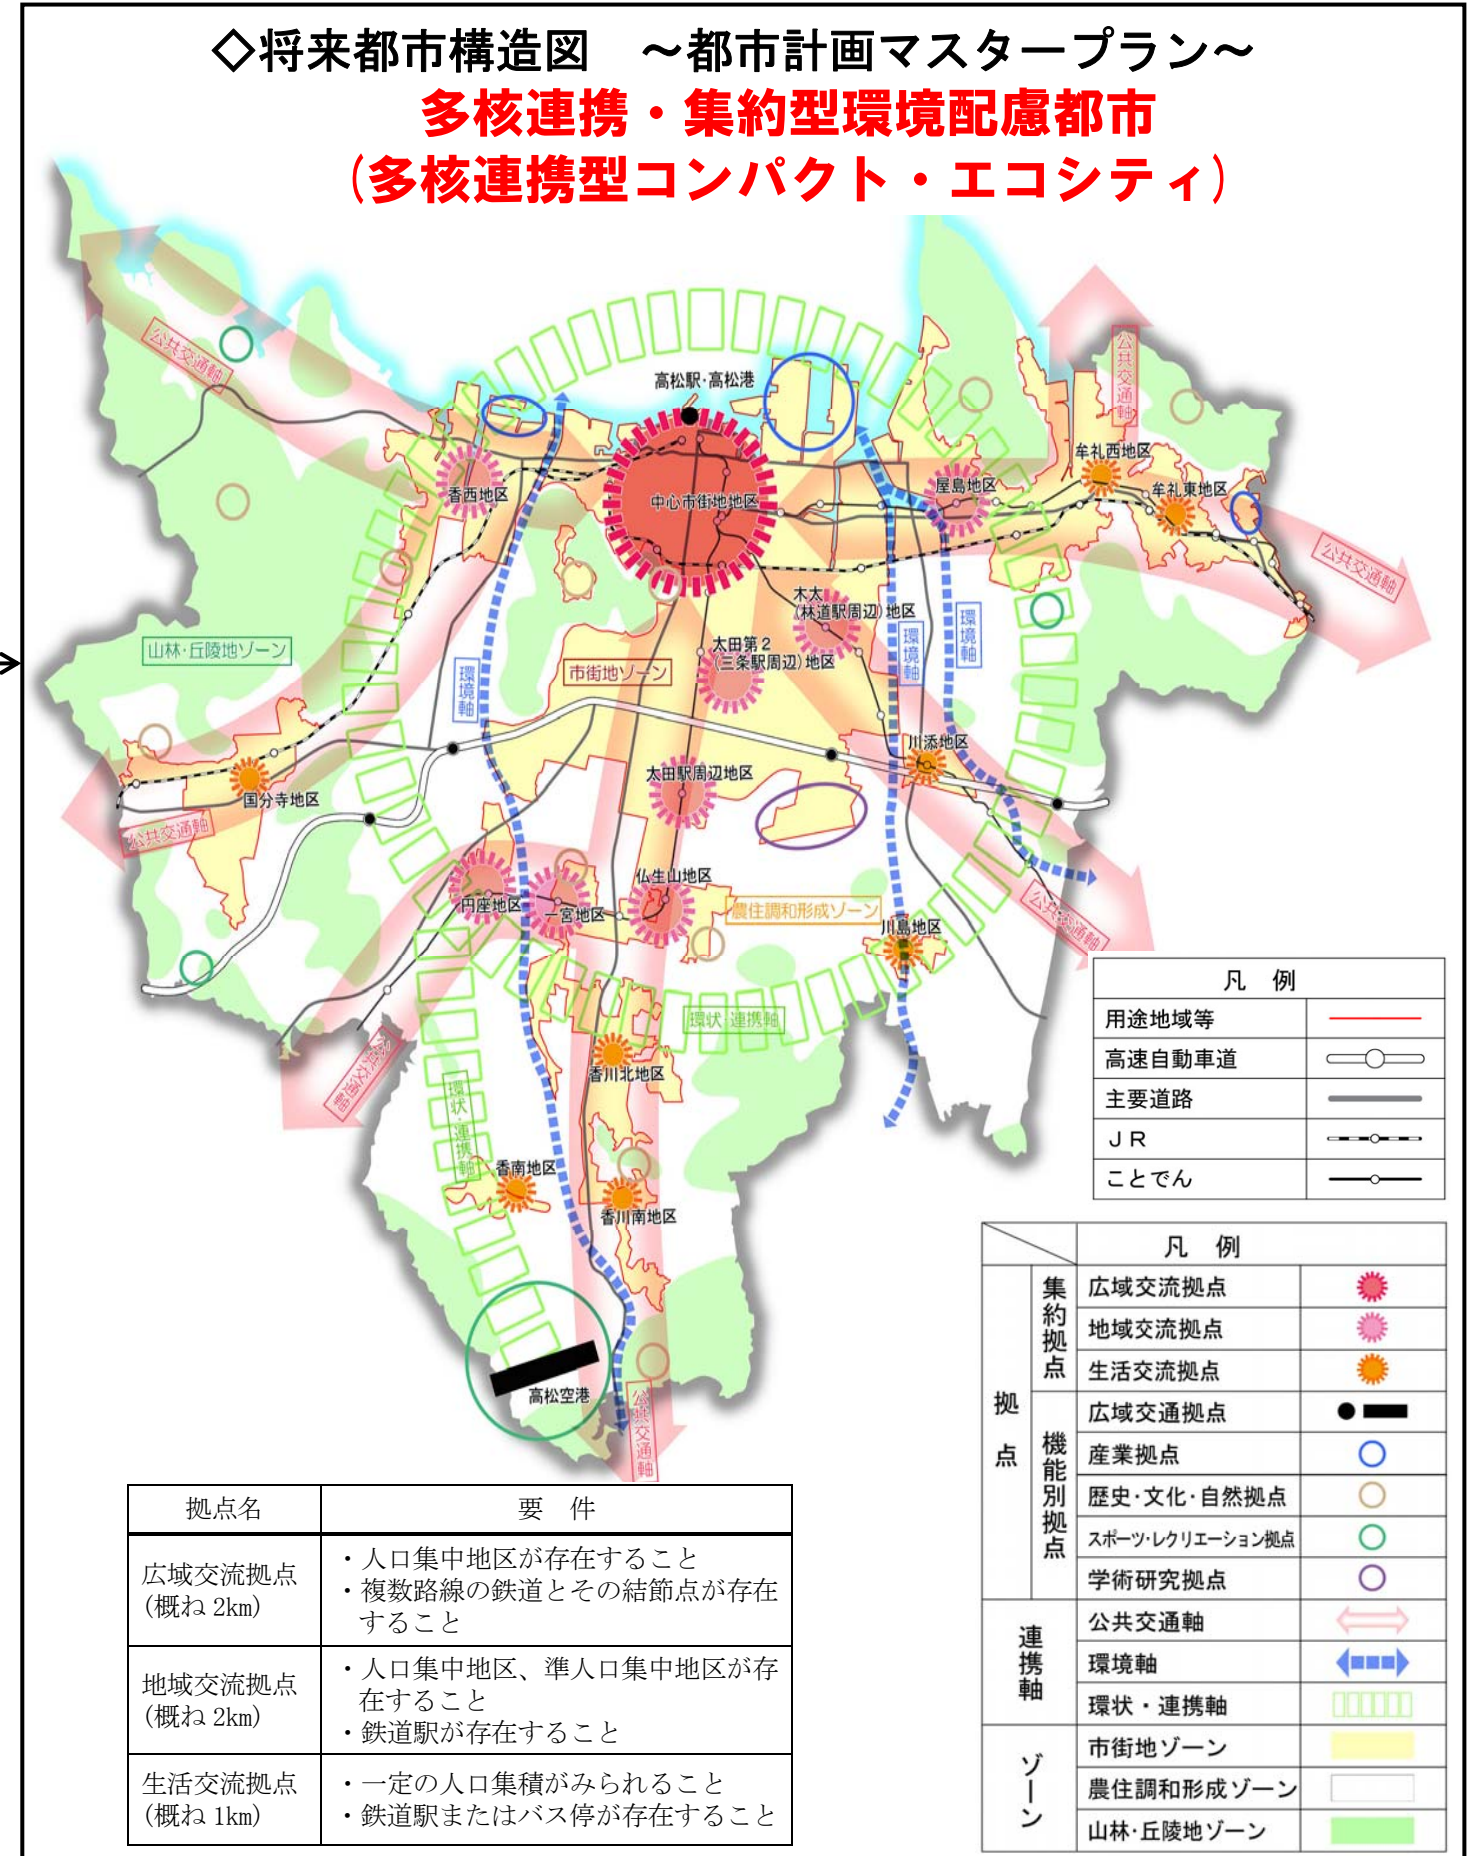 ◇将来都市構造図　～都市計画マスタープラン～
多核連携・集約型環境配慮都市
(多核連携型コンパクト・エコシティ)
公共交通軸
高松駅・高松港
公共交通軸
牟礼西地区
香西地区
中心市街地地区
屋島地区
牟礼東地区
公共交通軸
木太
(林道駅周辺)地区
太田第２
(三条駅周辺)地区
環境軸
環境軸
山林・丘陵地ゾーン
環境軸
市街地ゾーン
川添地区
太田駅周辺地区
国分寺地区
公共交通軸
仏生山地区
円座地区
一宮地区
農住調和形成ゾーン
川島地区
公共交通軸
環状・連携軸
公共交通軸
香川北地区
環状・連携軸
香南地区
香川南地区
高松空港
公共交通軸
凡　例
用途地域等
高速自動車道
主要道路
ＪＲ
ことでん
凡　例
拠点
集約拠点
広域交流拠点
地域交流拠点
生活交流拠点
機能別拠点
広域交通拠点
産業拠点
歴史・文化・自然拠点
スポーツ・レクリエーション拠点
学術研究拠点
連携軸
公共交通軸
環境軸
環状・連携軸
ゾーン
市街地ゾーン
農住調和形成ゾーン
山林・丘陵地ゾーン
拠点名　要　件
広域交流拠点
(概ね 2km)
・人口集中地区が存在すること
・複数路線の鉄道とその結節点が存在
すること
地域交流拠点
(概ね 2km)
・人口集中地区、準人口集中地区が存
在すること
・鉄道駅が存在すること
生活交流拠点
(概ね 1km)
・一定の人口集積がみられること
・鉄道駅またはバス停が存在すること